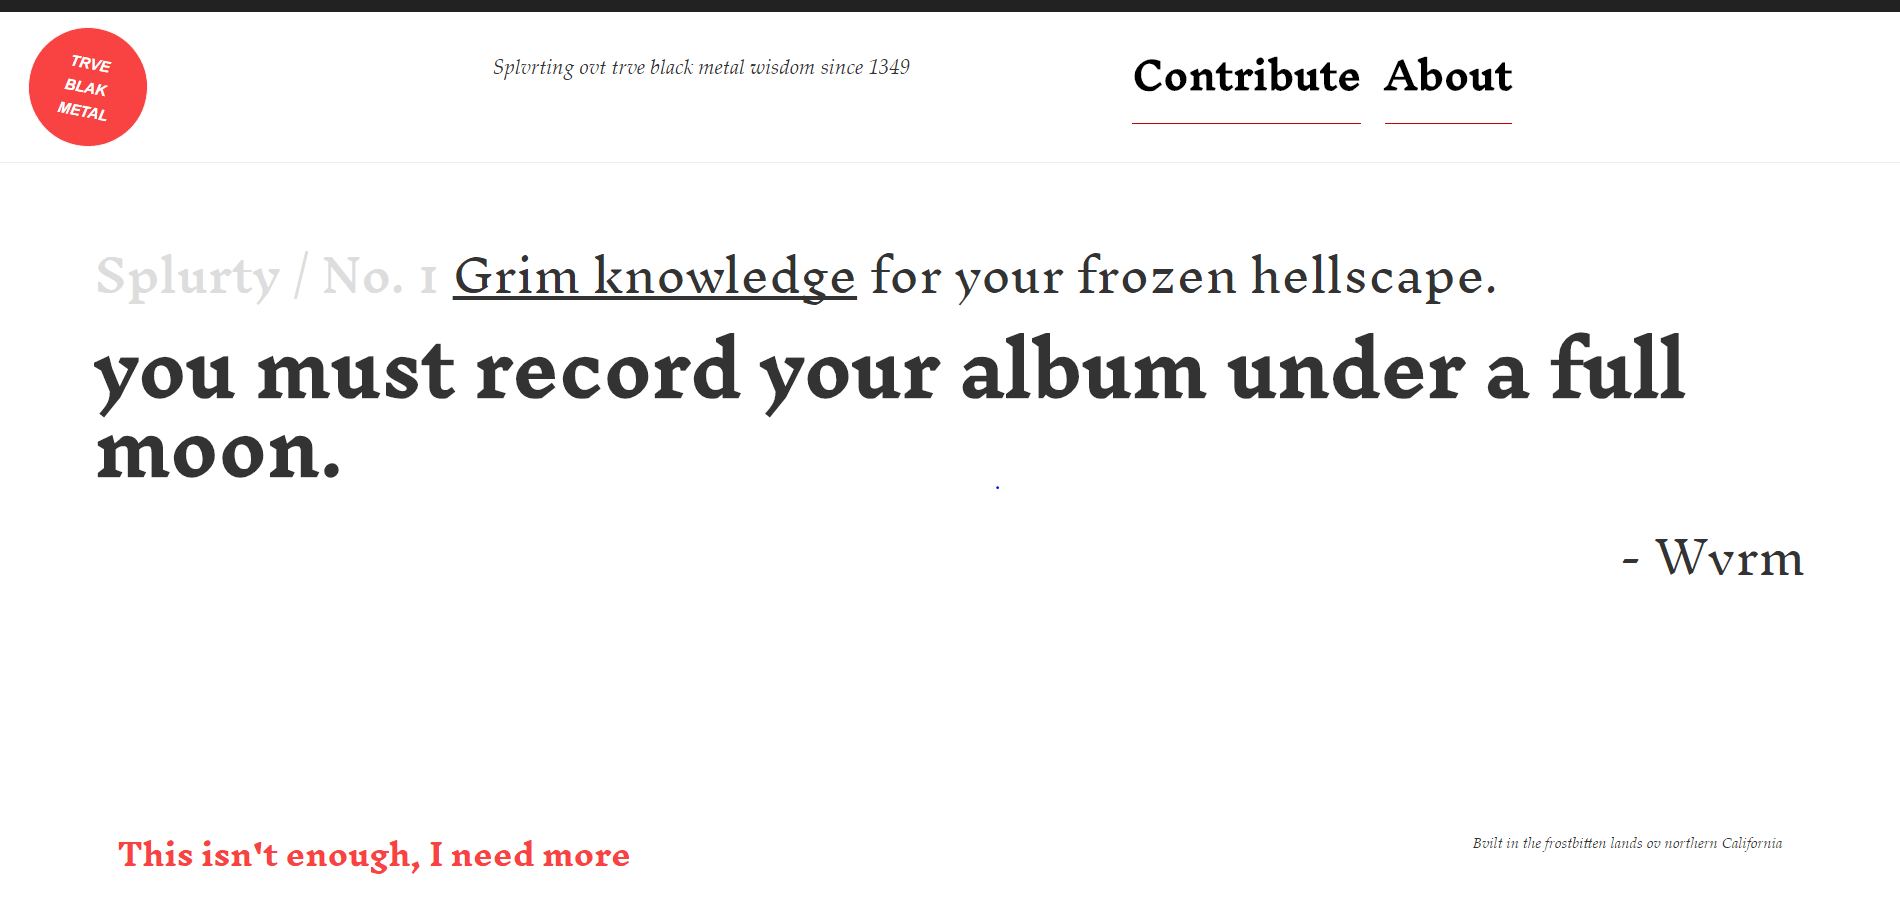 TRVE
BLAK
METAL
Splvrting ovt trve black metal wisdom since 1349
Contribute About
Splurty / No. 1 Grim knowledge for your frozen hellscape.
you must record your album under a full
moon.
- Wvrm
This isn't enough, I need more
Bvilt in the frostbitten lands ov northern California